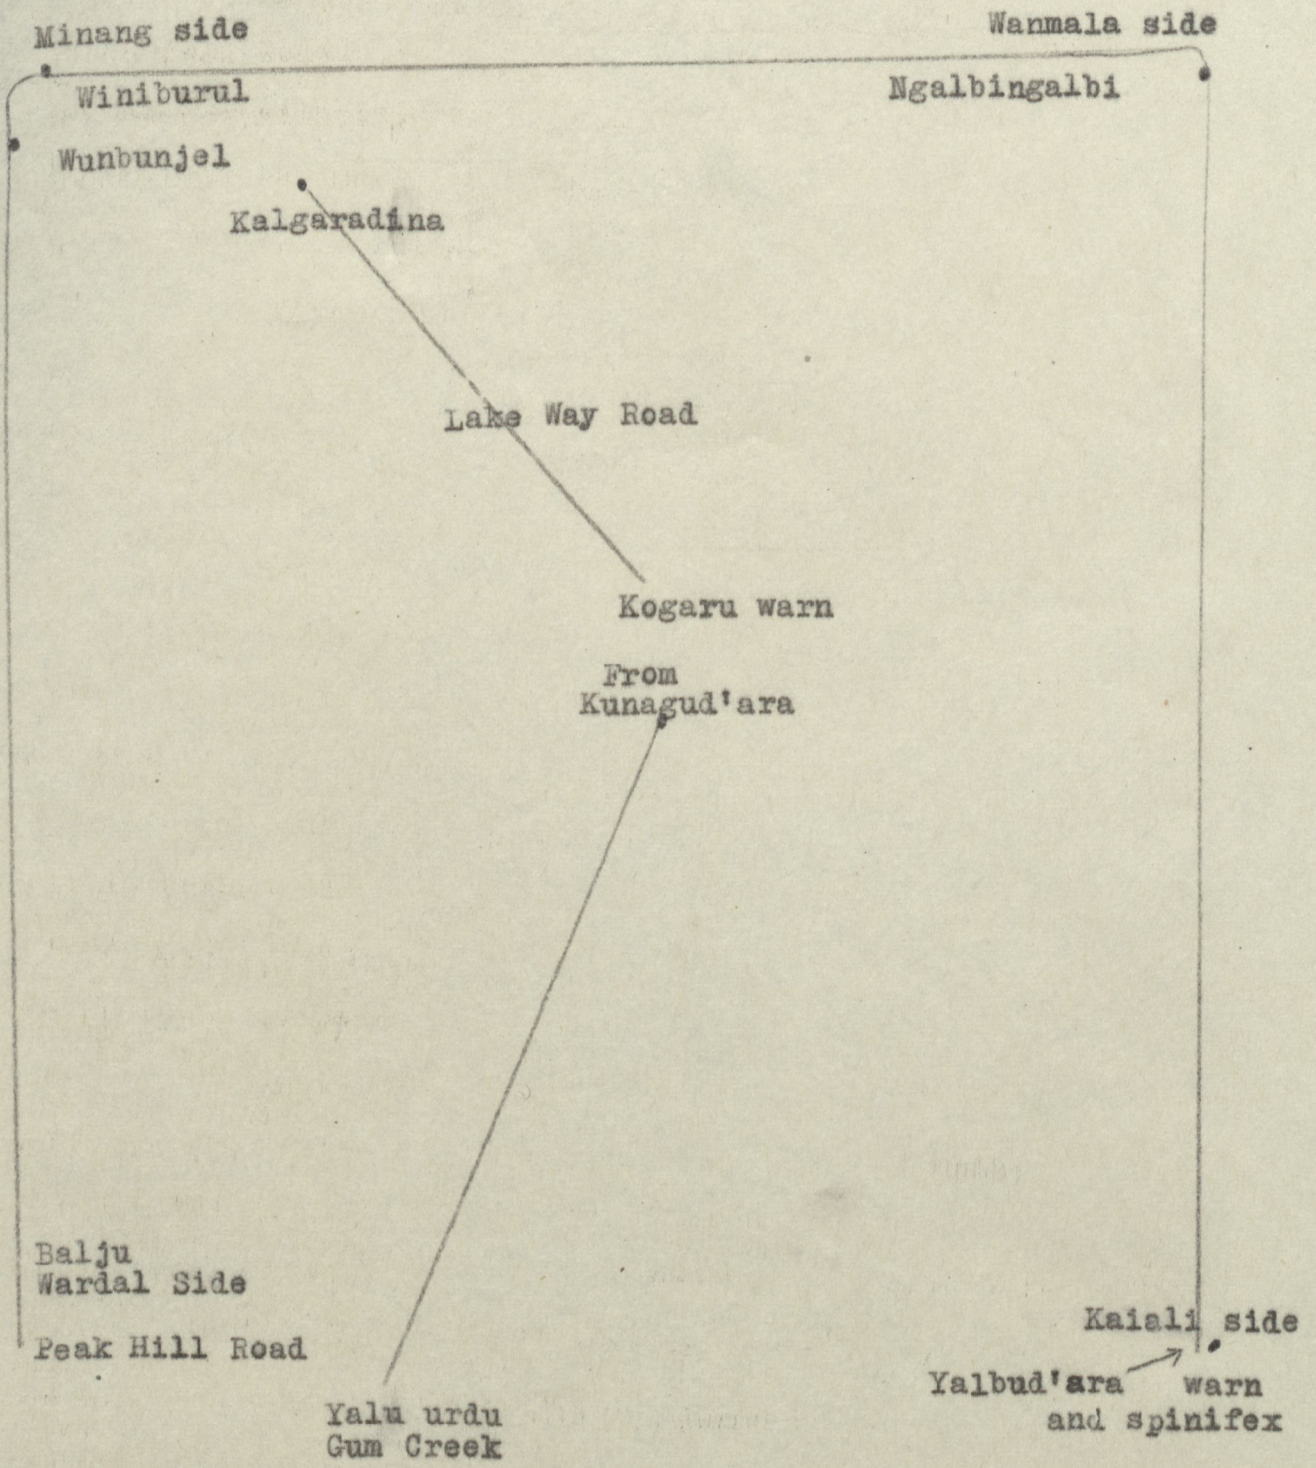 Minang side
Wanmala side
Winiburul
Ngalbingalbi
Wunbunjel
Kalgaradina
Lake Way Road
Kogaru warn
From
Kunagud'ara
Balju
Wardal Side
Peak Hill Road
Kaiali side
Yalbud'ara warn
and spinifex
Yalu urdu
Gum Creek